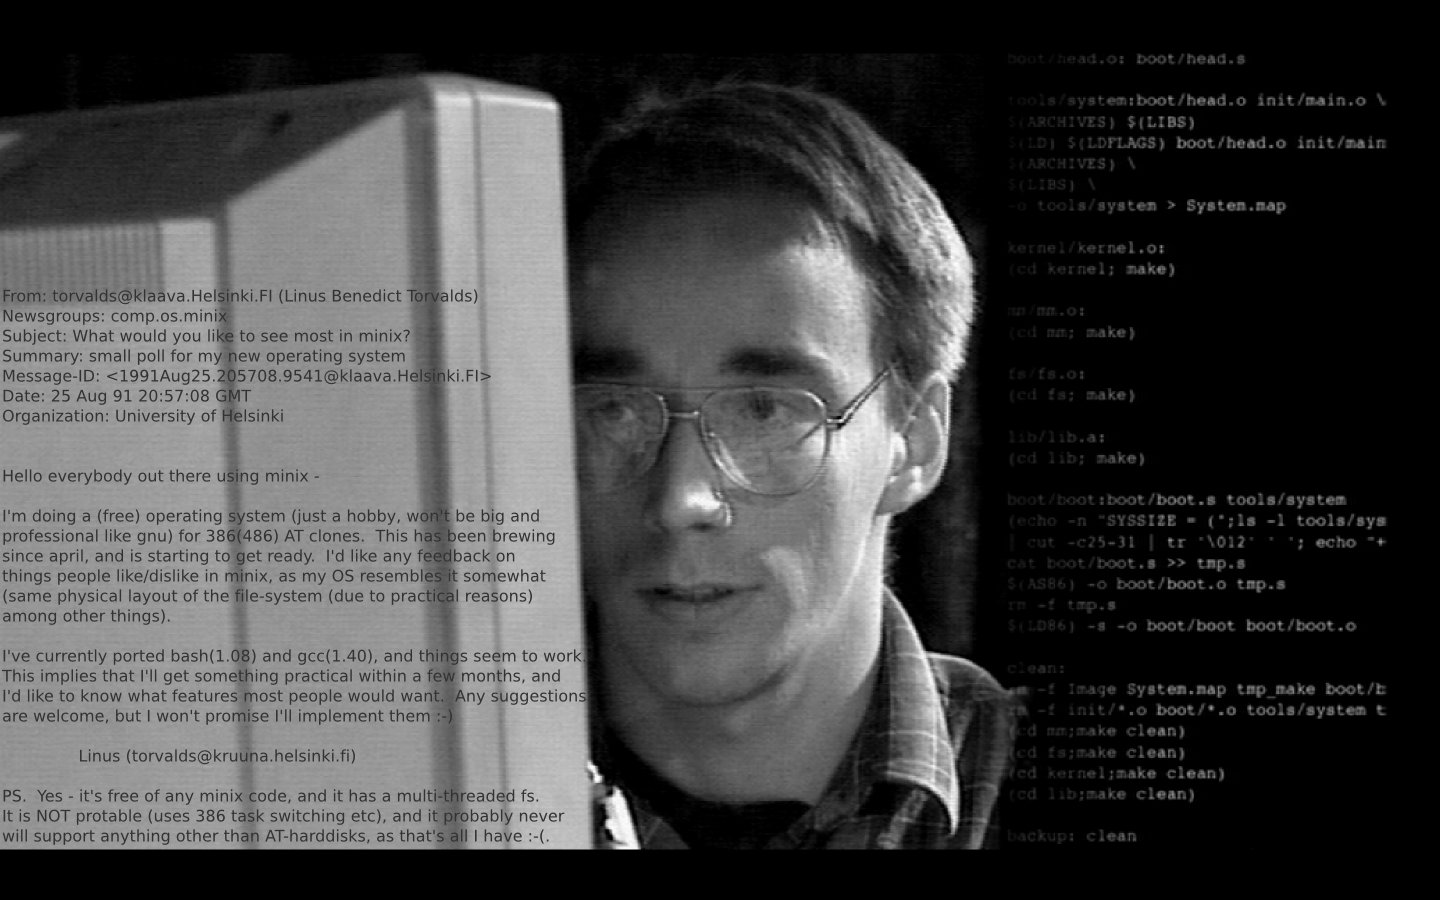 From: torvalds@klaava.Helsinki.FI (Linus Benedict Torvalds)
Newsgroups: comp.os.minix
Subject: What would you like to see most in minix?
Summary: small poll for my new operating system
Message-ID: <1991Aug25.205708.9541@klaava.Helsinki.FI>
Date: 25 Aug 91 20:57:08 GMT
Organization: University of Helsinki
Hello everybody out there using minix -
I'm doing a (free) operating system (just a hobby, won't be big and
professional like gnu) for 386(486) AT clones.  This has been brewing
since april, and is starting to get ready.  I'd like any feedback on
things people like/dislike in minix, as my OS resembles it somewhat
(same physical layout of the file-system (due to practical reasons)
among other things).
I've currently ported bash(1.08) and gcc(1.40), and things seem to work.
This implies that I'll get something practical within a few months, and
I'd like to know what features most people would want.  Any suggestions
are welcome, but I won't promise I'll implement them :-)
Linus (torvalds@kruuna.helsinki.fi)
PS.  Yes - it's free of any minix code, and it has a multi-threaded fs.
It is NOT protable (uses 386 task switching etc), and it probably never
will support anything other than AT-harddisks, as that's all I have :-(.
boot/head.o: boot/head.s
tools/system:boot/head.o init/main.o \
$(ARCHIVES) $(LIBS)
$(LD) $(LDFLAGS) boot/head.o init/main
$(ARCHIVES) \
$(LIBS) \
-o tools/system > System.map
kernel/kernel.o:
(cd kernel; make)
mm/mm.o:
(cd mm; make)
fs/fs.o:
(cd fs; make)
lib/lib.a:
(cd lib; make)
boot/boot:boot/boot.s tools/system
(echo -n "SYSSIZE = (";ls -l tools/sys
| cut -c25-31 | tr '\012' ' '; echo "+
cat boot/boot.s >> tmp.s
$(AS86) -o boot/boot.o tmp.s
rm -f tmp.s
$(LD86) -s -o boot/boot boot/boot.o
clean:
rm -f Image System.map tmp_make boot/b
rm -f init/*.o boot/*.o tools/system t
(cd mm;make clean)
(cd fs;make clean)
(cd kernel;make clean)
(cd lib;make clean)
backup: clean